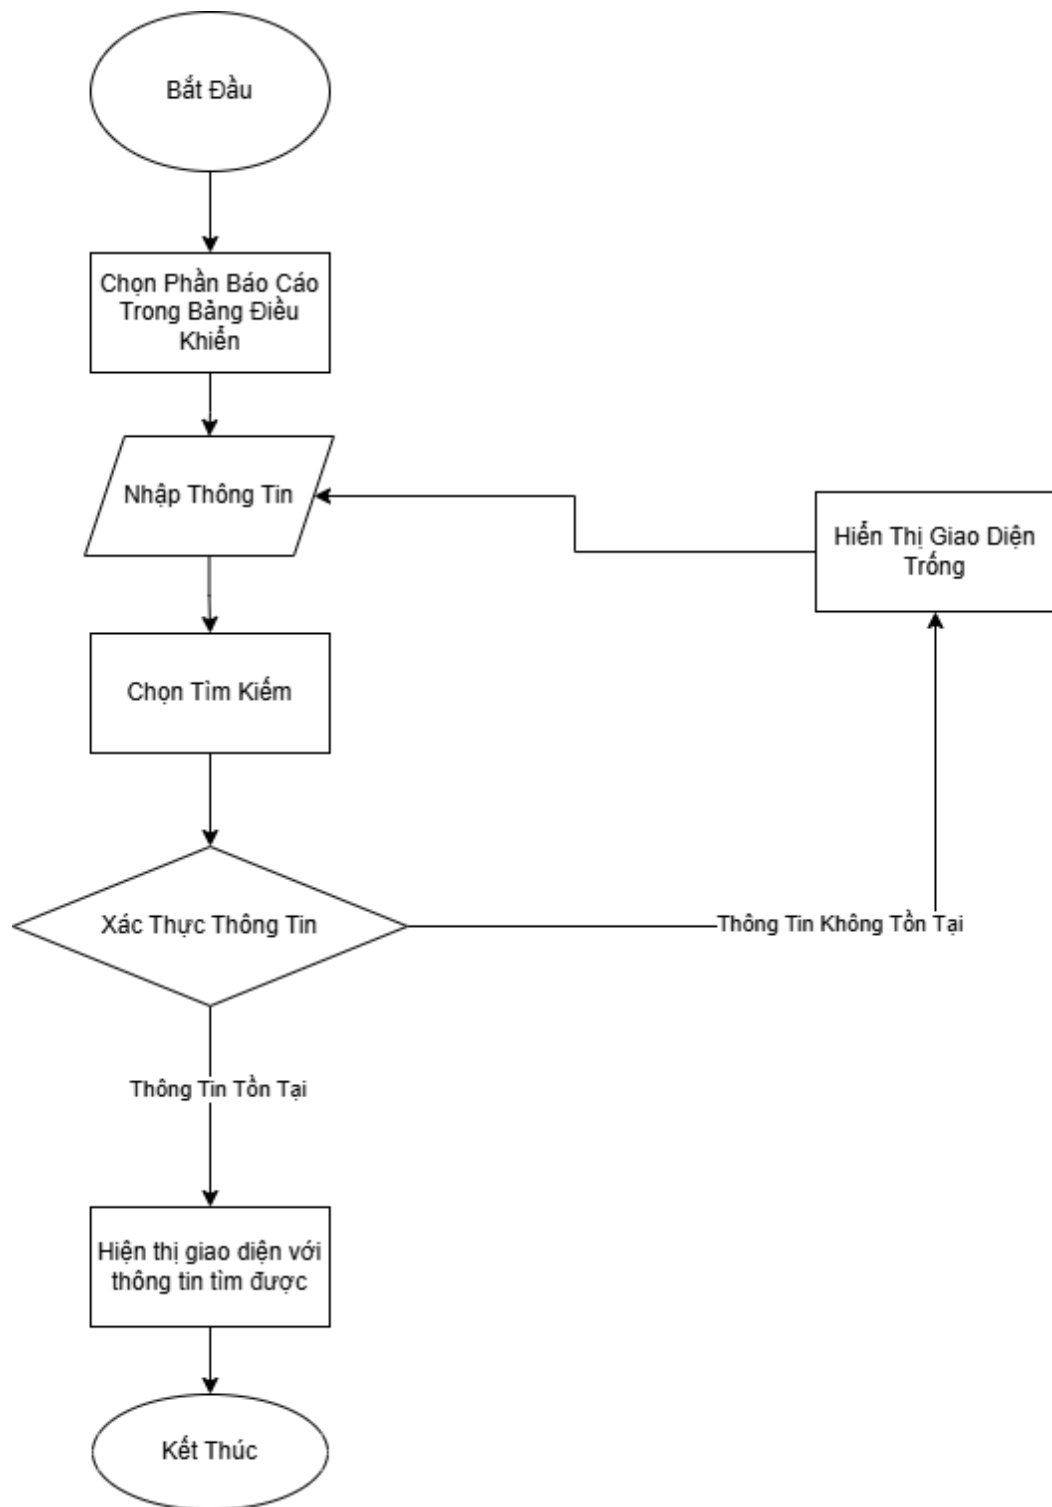 Bắt Đầu
Chọn Phần Báo Cáo
Trong Bảng Điều
Khiển
Nhập Thông Tin
Hiển Thị Giao Diện
Trống
Chọn Tìm Kiếm
Xác Thực Thông Tin
Thông Tin Không Tồn Tại
Thông Tin Tồn Tại
Hiện thị giao diện với
thông tin tìm được
Kết Thúc